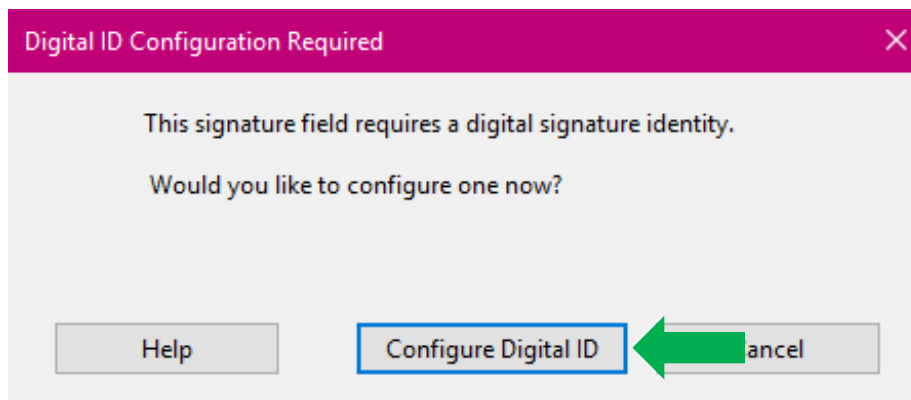 Digital ID Configuration Required
This signature field requires a digital signature identity.
Would you like to configure one now?
Help
Configure Digital ID
ancel